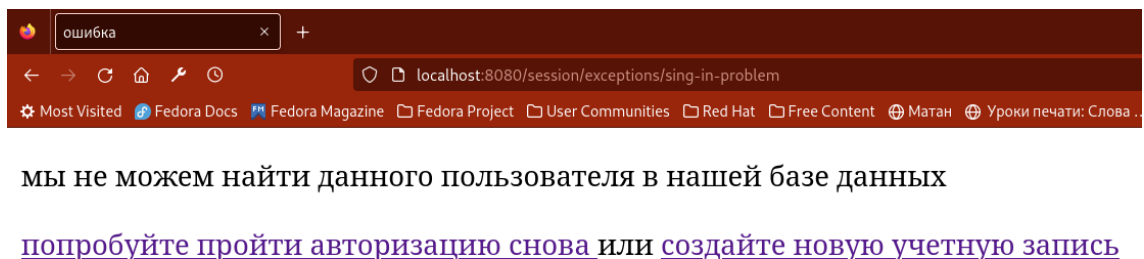 ошибка
localhost:8080/session/exceptions/sing-in-problem
Most Visited Fedora Docs Fedora Magazine Fedora Project User Communities Red Hat Free Content Матан Уроки печати: Слова ..
мы не можем найти данного пользователя в нашей базе данных
попробуйте пройти авторизацию снова или создайте новую учетную запись